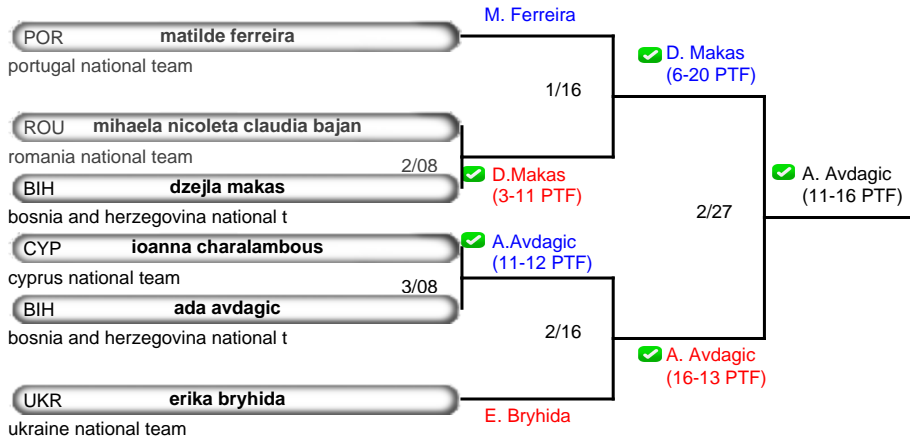 M. Ferreira
POR matilde ferreira
portugal national team
D. Makas
(6-20 PTF)
1/16
ROU mihaela nicoleta claudia bajan
romania national team
2/08
BIH dzejla makas
D.Makas
(3-11 PTF)
bosnia and herzegovina national t
A. Avdagic
(11-16 PTF)
2/27
CYP ioanna charalambous
A.Avdagic
(11-12 PTF)
cyprus national team
3/08
BIH ada avdagic
bosnia and herzegovina national t
2/16
A. Avdagic
(16-13 PTF)
UKR erika bryhida
E. Bryhida
ukraine national team